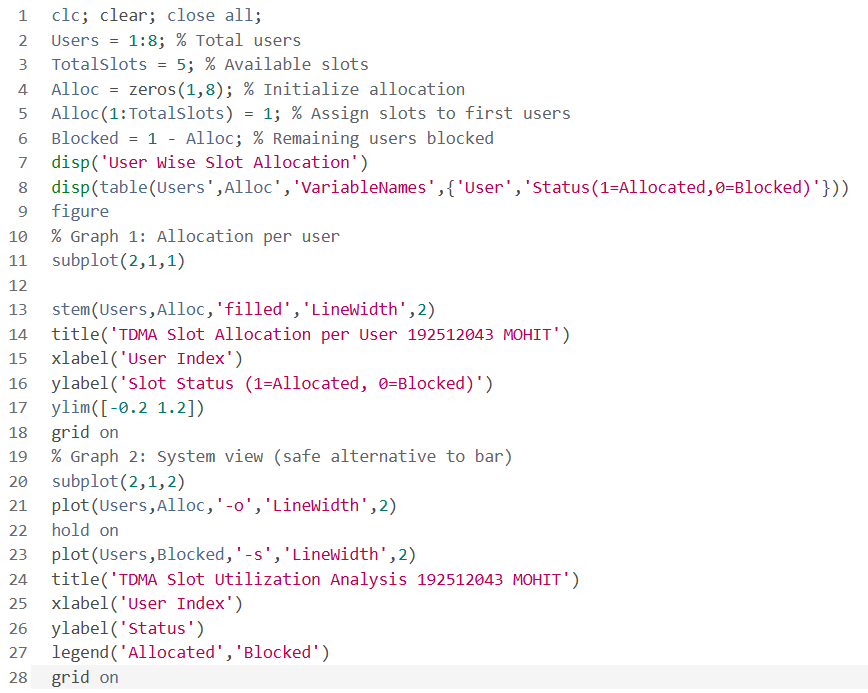 1 clc; clear; close all;
2 Users = 1:8; % Total users
3 TotalSlots = 5; % Available slots
4 Alloc = zeros(1,8); % Initialize allocation
5 Alloc(1:TotalSlots) = 1; % Assign slots to first users
6 Blocked = 1 - Alloc; % Remaining users blocked
7 disp('User Wise Slot Allocation')
8 disp(table(Users',Alloc','VariableNames',{'User','Status(1=Allocated,0=Blocked)'}))
9 figure
10 % Graph 1: Allocation per user
11 subplot(2,1,1)
12
13 stem(Users,Alloc,'filled','LineWidth',2)
14 title('TDMA Slot Allocation per User 192512043 MOHIT')
15 xlabel('User Index')
16 ylabel('Slot Status (1=Allocated, 0=Blocked)')
17 ylim([-0.2 1.2])
18 grid on
19 % Graph 2: System view (safe alternative to bar)
20 subplot(2,1,2)
21 plot(Users,Alloc,'-o','LineWidth',2)
22 hold on
23 plot(Users,Blocked,'-s','LineWidth',2)
24 title('TDMA Slot Utilization Analysis 192512043 MOHIT')
25 xlabel('User Index')
26 ylabel('Status')
27 legend('Allocated','Blocked')
28 grid on